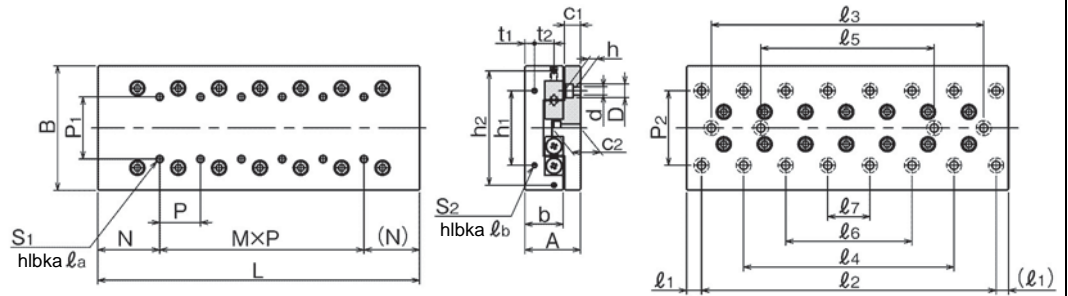 B
P1
S1
hlbka ℓa
N
P
M×P
(N)
L
t1
t2
c1
h
h2
h1
d
D
c2
S2
hlbka ℓb
b
A
ℓ3
ℓ5
P2
ℓ7
ℓ6
ℓ4
ℓ1
ℓ2
(ℓ1)